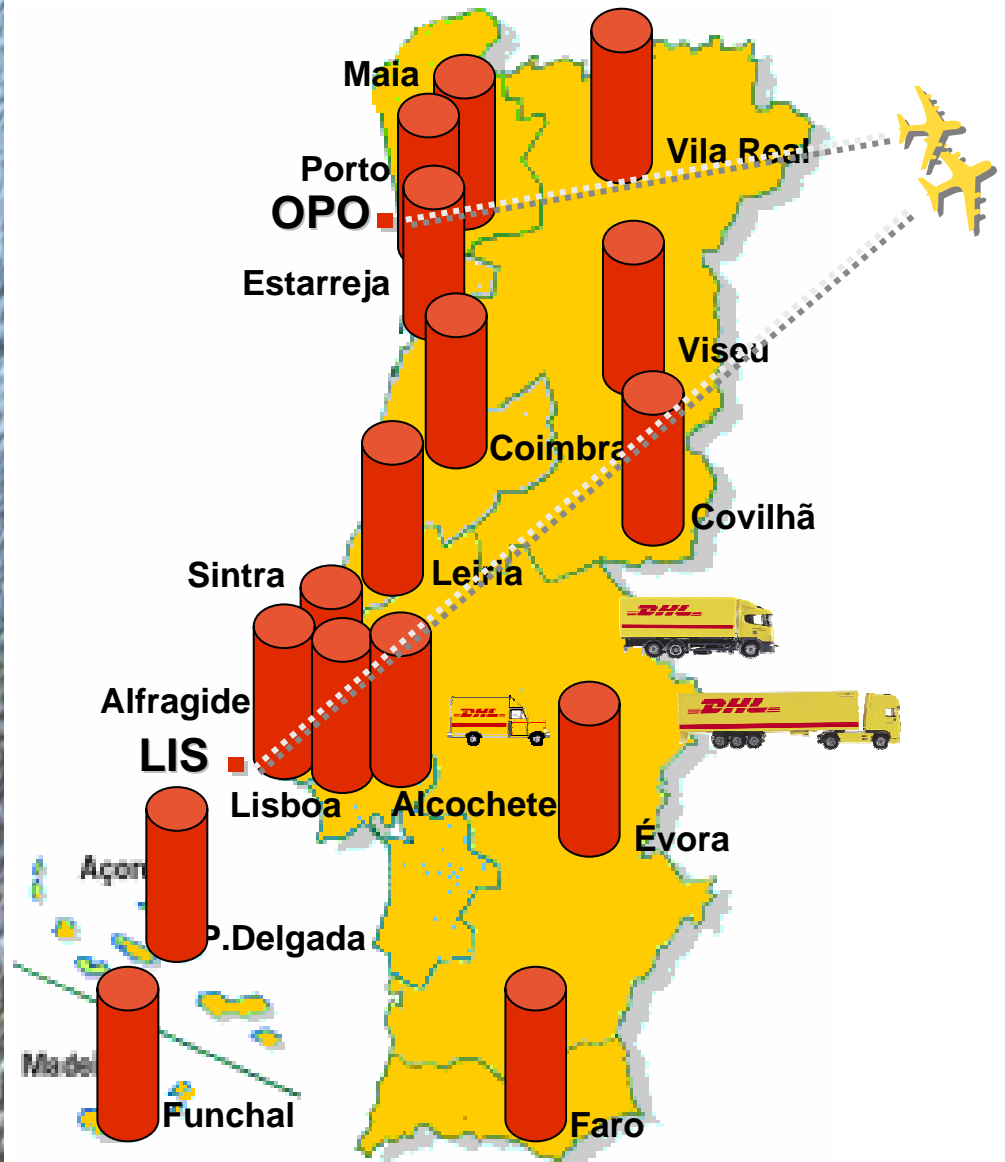 Maia
Vila Real
Porto
OPO
Estarreja
Viseu
Coimbra
Covilhã
Leiria
Sintra
DHL
Alfragide
DHL
DHL
LIS
Lisboa
Alcochete
Évora
P.Delgada
Funchal
Faro